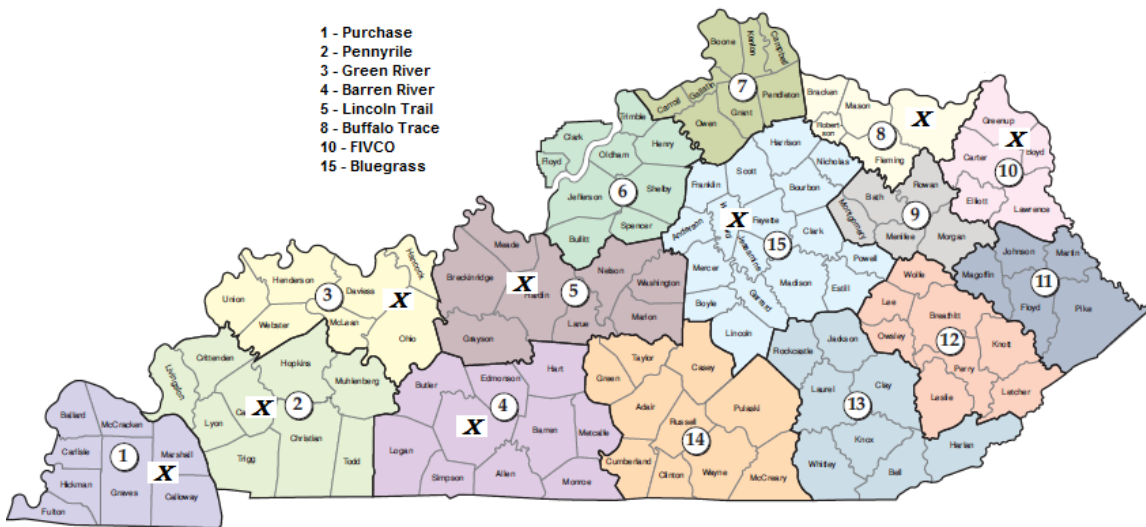 1 - Purchase
2 - Pennyrile
3 - Green River
4 - Barren River
5 - Lincoln Trail
8 - Buffalo Trace
10 - FIVCO
15 - Bluegrass
Boone
Kenton
Campbell
Carroll
Gallatin
7
Pendleton
Owen
Grant
Bracken
Mason
X
Robert-
son
8
Fleming
Greenup
X
Boyd
Carter
10
Elliott
Lawrence
Trimble
Clark
Floyd
Oldham
Henry
Jefferson
6
Shelby
Spencer
Bullitt
Harrison
Nicholas
Scott
Franklin
Bourbon
X
Fayette
Anderson
15
Clark
Mercer
Powell
Madison
Estill
Boyle
Garrard
Lincoln
Rowan
Bath
Montgomery
9
Menifee
Morgan
Johnson
Martin
Magoffin
11
Floyd
Pike
Meade
Breckinridge
X
Hardin
Nelson
5
Washington
Larue
Marion
Grayson
Hancock
Henderson
Daviess
3
X
Union
McLean
Webster
Ohio
Wolfe
Lee
Breathitt
Owsley
12
Knott
Perry
Leslie
Letcher
Crittenden
Livingston
Hopkins
Muhlenberg
X
2
Lyon
Christian
Trigg
Todd
Butler
Edmonson
Hart
4
X
Logan
Barren
Metcalfe
Simpson
Allen
Monroe
Taylor
Casey
Green
Adair
Pulaski
Russell
14
Cumberland
Clinton
Wayne
McCreary
Rockcastle
Jackson
Laurel
Clay
13
Knox
Whitley
Bell
Harlan
Ballard
McCracken
Carlisle
1
Marshall
X
Hickman
Graves
Calloway
Fulton